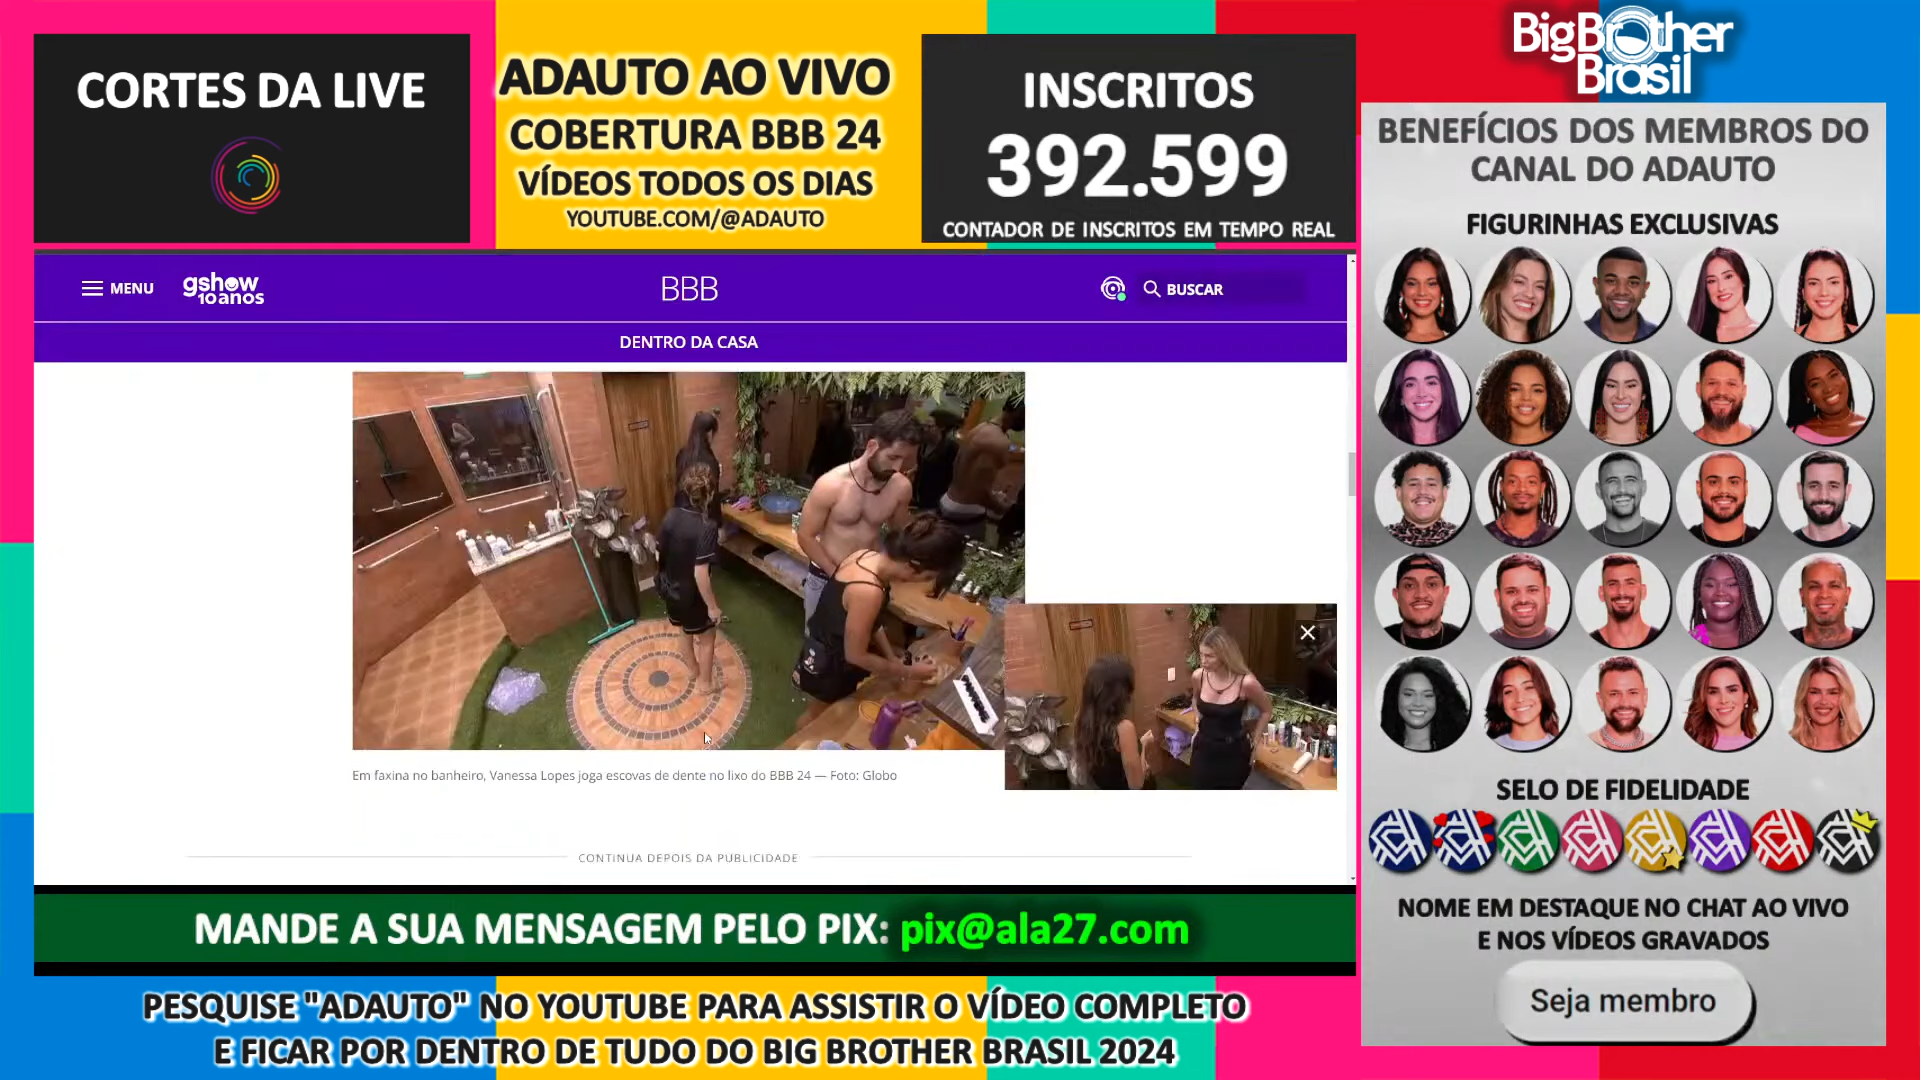 CORTES DA LIVE
ADAUTO AO VIVO
COBERTURA BBB 24
VÍDEOS TODOS OS DIAS
YOUTUBE.COM/@ADAUTO
INSCRITOS
392.599
CONTADOR DE INSCRITOS EM TEMPO REAL
BigBrother
Brasil
MENU
gshow
10anos
BBB
BUSCAR
DENTRO DA CASA
Em faxina no banheiro, Vanessa Lopes joga escovas de dente no lixo do BBB 24 — Foto: Globo
CONTINUA DEPOIS DA PUBLICIDADE
MANDE A SUA MENSAGEM PELO PIX: pix@ala27.com
PESQUISE "ADAUTO" NO YOUTUBE PARA ASSISTIR O VÍDEO COMPLETO
E FICAR POR DENTRO DE TUDO DO BIG BROTHER BRASIL 2024
BENEFÍCIOS DOS MEMBROS DO
CANAL DO ADAUTO
FIGURINHAS EXCLUSIVAS
SELO DE FIDELIDADE
NOME EM DESTAQUE NO CHAT AO VIVO
E NOS VÍDEOS GRAVADOS
Seja membro